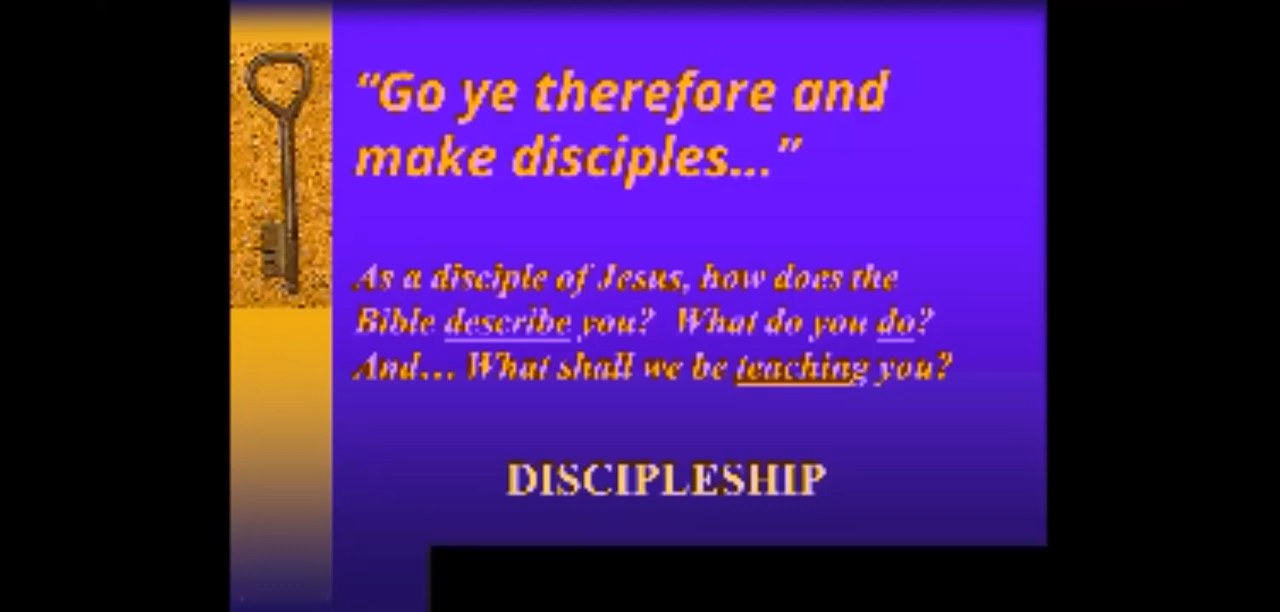 “Go ye therefore and
make disciples...”
As a disciple of Jesus, how does the
Bible describe you? What do you do?
And... What shall we be teaching you?
DISCIPLESHIP